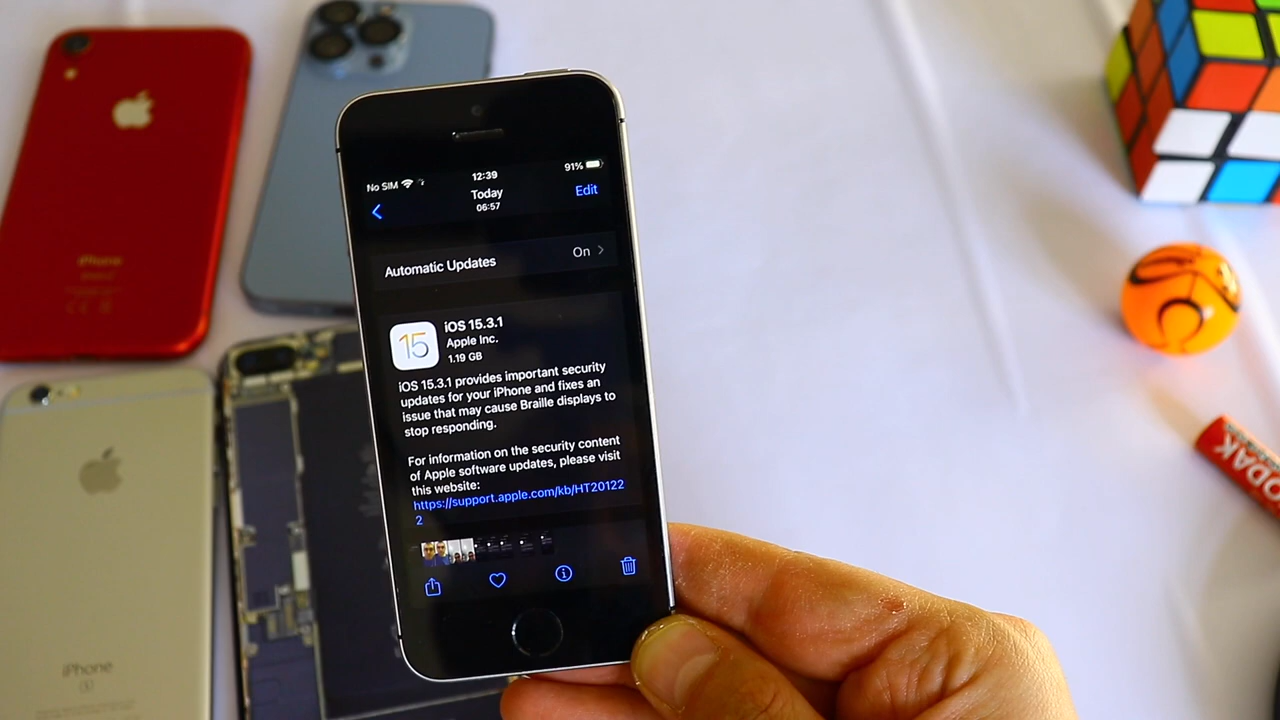 No SIM
12:39
91%
Today
06:57
Edit
Automatic Updates
On
15
iOS 15.3.1
Apple Inc.
1.19 GB
iOS 15.3.1 provides important security
updates for your iPhone and fixes an
issue that may cause Braille displays to
stop responding.
For information on the security content
of Apple software updates, please visit
this website:
https://support.apple.com/kb/HT20122
2
iPhone
iPhone
S
KODAK